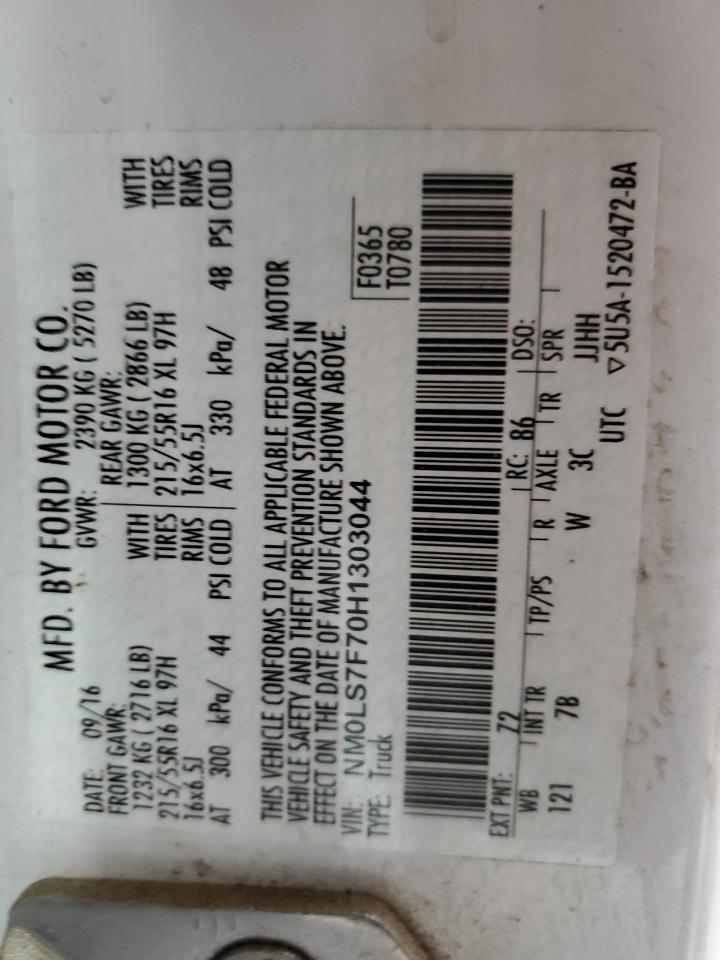 MFD. BY FORD MOTOR CO.
DATE: 09/16 GVWR: 2390 KG ( 5270 LB)
FRONT GAWR: REAR GAWR:
1232 KG ( 2716 LB) WITH 1300 KG ( 2866 LB) WITH
215/55R16 XL 97H TIRES 215/55R16 XL 97H TIRES
16x6.5J RIMS 16x6.5J RIMS
AT 300 kPa/ 44 PSI COLD AT 330 kPa/ 48 PSI COLD
THIS VEHICLE CONFORMS TO ALL APPLICABLE FEDERAL MOTOR
VEHICLE SAFETY AND THEFT PREVENTION STANDARDS IN
EFFECT ON THE DATE OF MANUFACTURE SHOWN ABOVE.
VIN: NM0LS7F70H1303044 F0365
TYPE: Truck T0780
EXT PNT: Z2 RC: 86 DSO:
WB INT TR TP/PS R AXLE TR SPR
121 7B W 3C JJHH
UTC ▽5U5A-1520472-BA